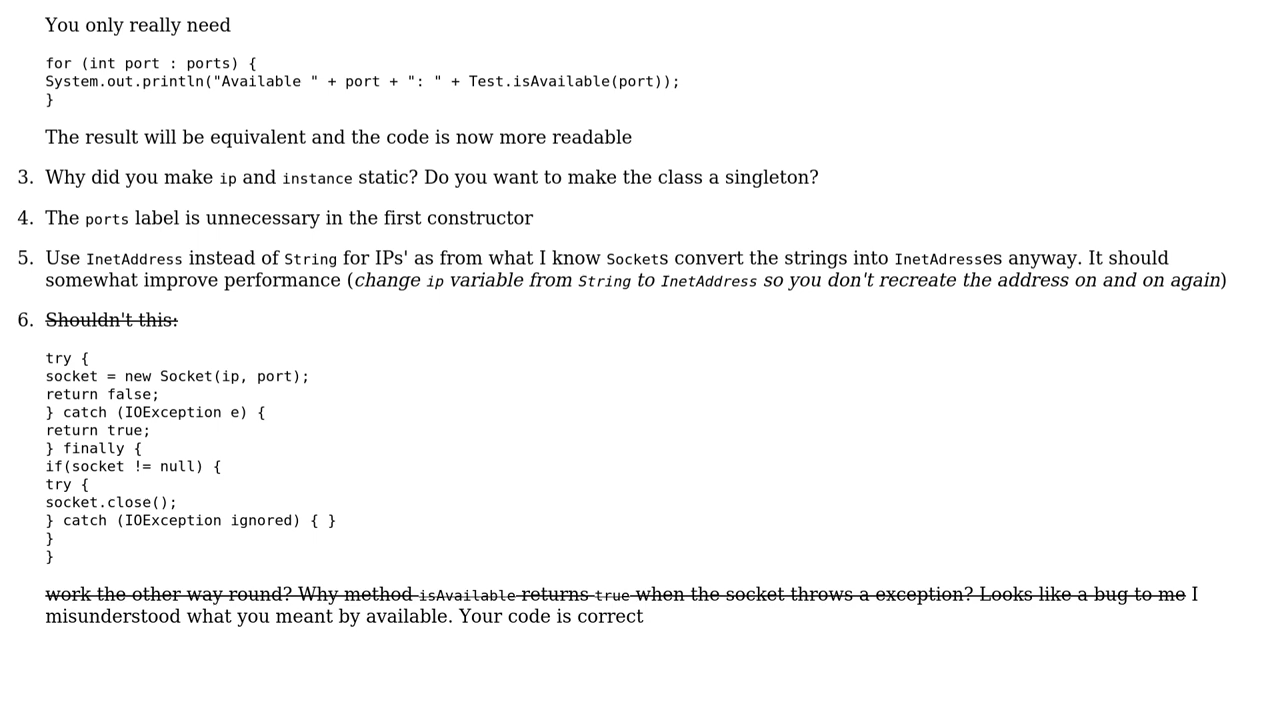 You only really need
for (int port : ports) {
System.out.println("Available " + port + ": " + Test.isAvailable(port));
}
The result will be equivalent and the code is now more readable
3. Why did you make ip and instance static? Do you want to make the class a singleton?
4. The ports label is unnecessary in the first constructor
5. Use InetAddress instead of String for IPs' as from what I know Sockets convert the strings into InetAdresses anyway. It should
somewhat improve performance (change ip variable from String to InetAddress so you don't recreate the address on and on again)
6. Shouldn't this:
try {
socket = new Socket(ip, port);
return false;
} catch (IOException e) {
return true;
} finally {
if(socket != null) {
try {
socket.close();
} catch (IOException ignored) { }
}
}
work the other way round? Why method isAvailable returns true when the socket throws a exception? Looks like a bug to me I
misunderstood what you meant by available. Your code is correct